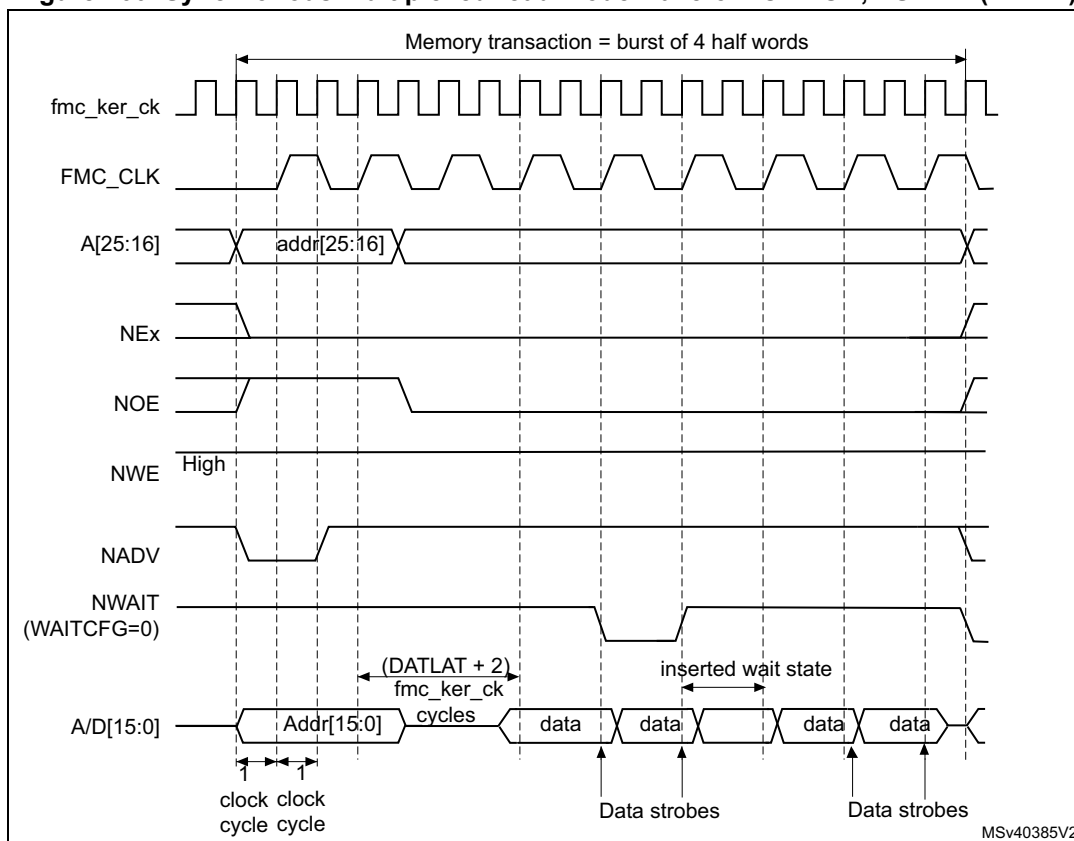 Memory transaction = burst of 4 half words
fmc_ker_ck
FMC_CLK
A[25:16]
addr[25:16]
NEx
NOE
High
NWE
NADV
NWAIT
(WAITCFG=0)
(DATLAT + 2)
fmc_ker_ck
cycles
inserted wait state
A/D[15:0]
Addr[15:0]
data
data
data
data
1
clock
cycle
1
clock
cycle
Data strobes
Data strobes
MSv40385V2